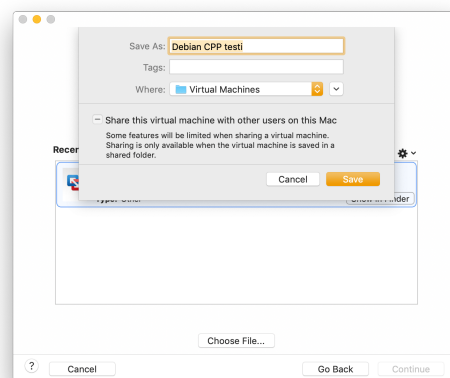 Save As: Debian CPP testi
Tags:
Where: Virtual Machines
Share this virtual machine with other users on this Mac
Some features will be limited when sharing a virtual machine.
Sharing is only available when the virtual machine is saved in a
shared folder.
Cancel Save
Recen
Show in Finder
Choose File...
? Cancel Go Back Continue